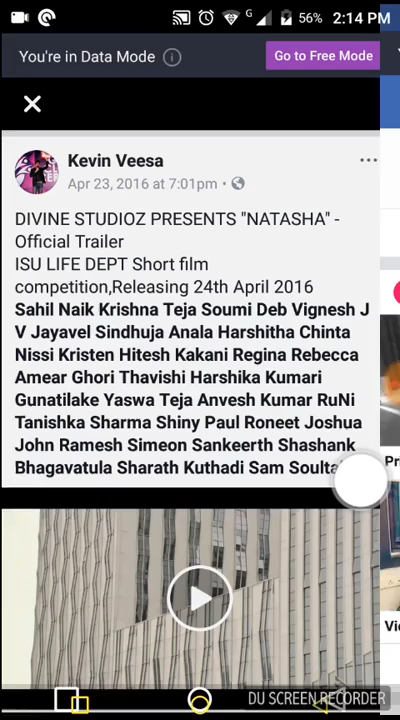 G 56% 2:14 PM
You're in Data Mode
Go to Free Mode
Kevin Veesa
Apr 23, 2016 at 7:01pm
DIVINE STUDIOZ PRESENTS "NATASHA" -
Official Trailer
ISU LIFE DEPT Short film
competition,Releasing 24th April 2016
Sahil Naik Krishna Teja Soumi Deb Vignesh J
V Jayavel Sindhuja Anala Harshitha Chinta
Nissi Kristen Hitesh Kakani Regina Rebecca
Amear Ghori Thavishi Harshika Kumari
Gunatilake Yaswa Teja Anvesh Kumar RuNi
Tanishka Sharma Shiny Paul Roneet Joshua
John Ramesh Simeon Sankeerth Shashank
Bhagavatula Sharath Kuthadi Sam
DU SCREEN RECORDER